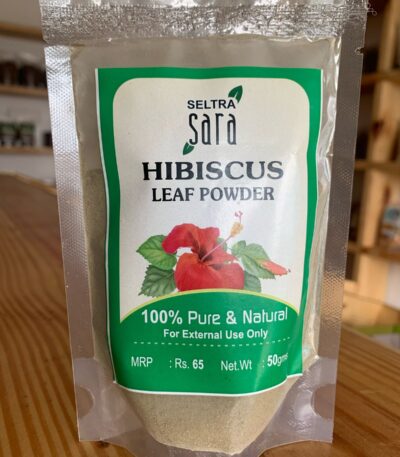 SELTRA
sara
HIBISCUS
LEAF POWDER
100% Pure & Natural
For External Use Only
MRP : Rs. 65 Net.Wt : 50gms